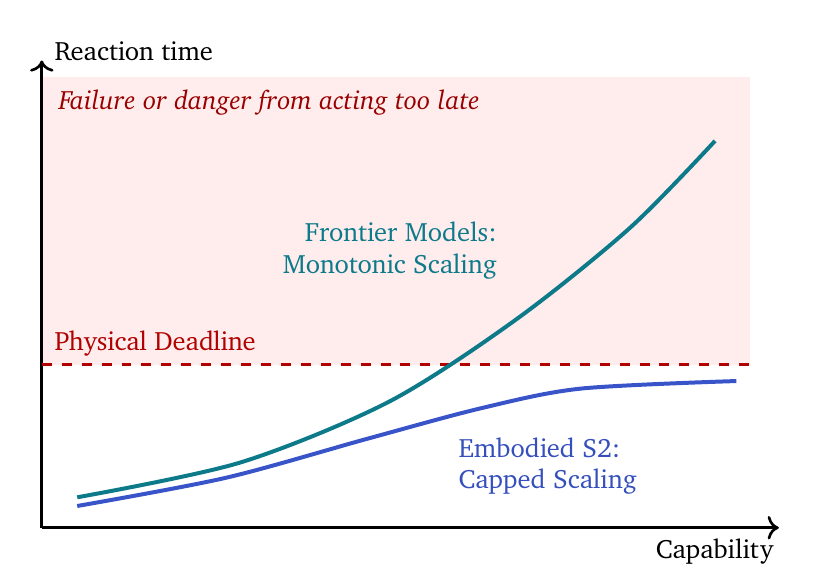 Reaction time
Failure or danger from acting too late
Frontier Models:
Monotonic Scaling
Physical Deadline
Embodied S2:
Capped Scaling
Capability